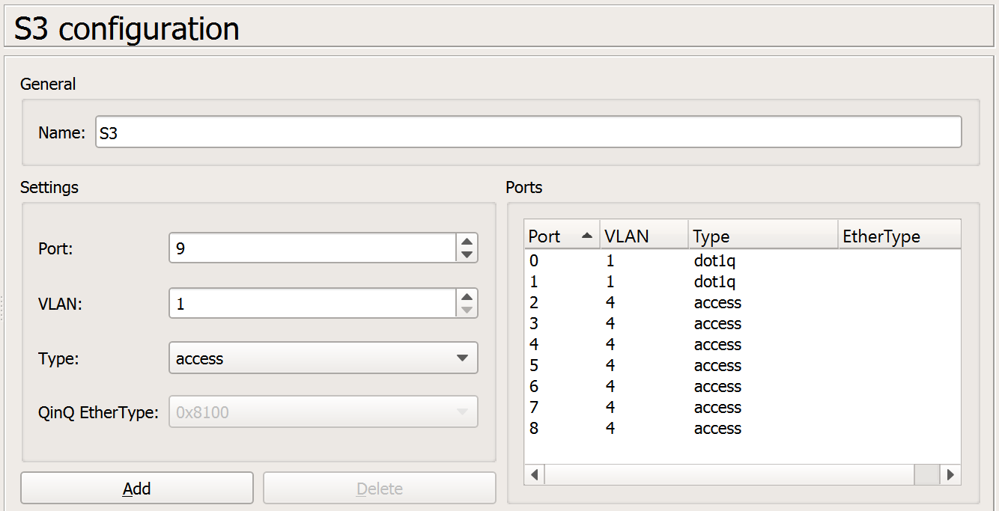 S3 configuration
General
Name: S3
Settings
Port: 9
VLAN: 1
Type: access
QinQ EtherType: 0x8100
Add Delete
Ports
Port VLAN Type EtherType
0 1 dot1q
1 1 dot1q
2 4 access
3 4 access
4 4 access
5 4 access
6 4 access
7 4 access
8 4 access